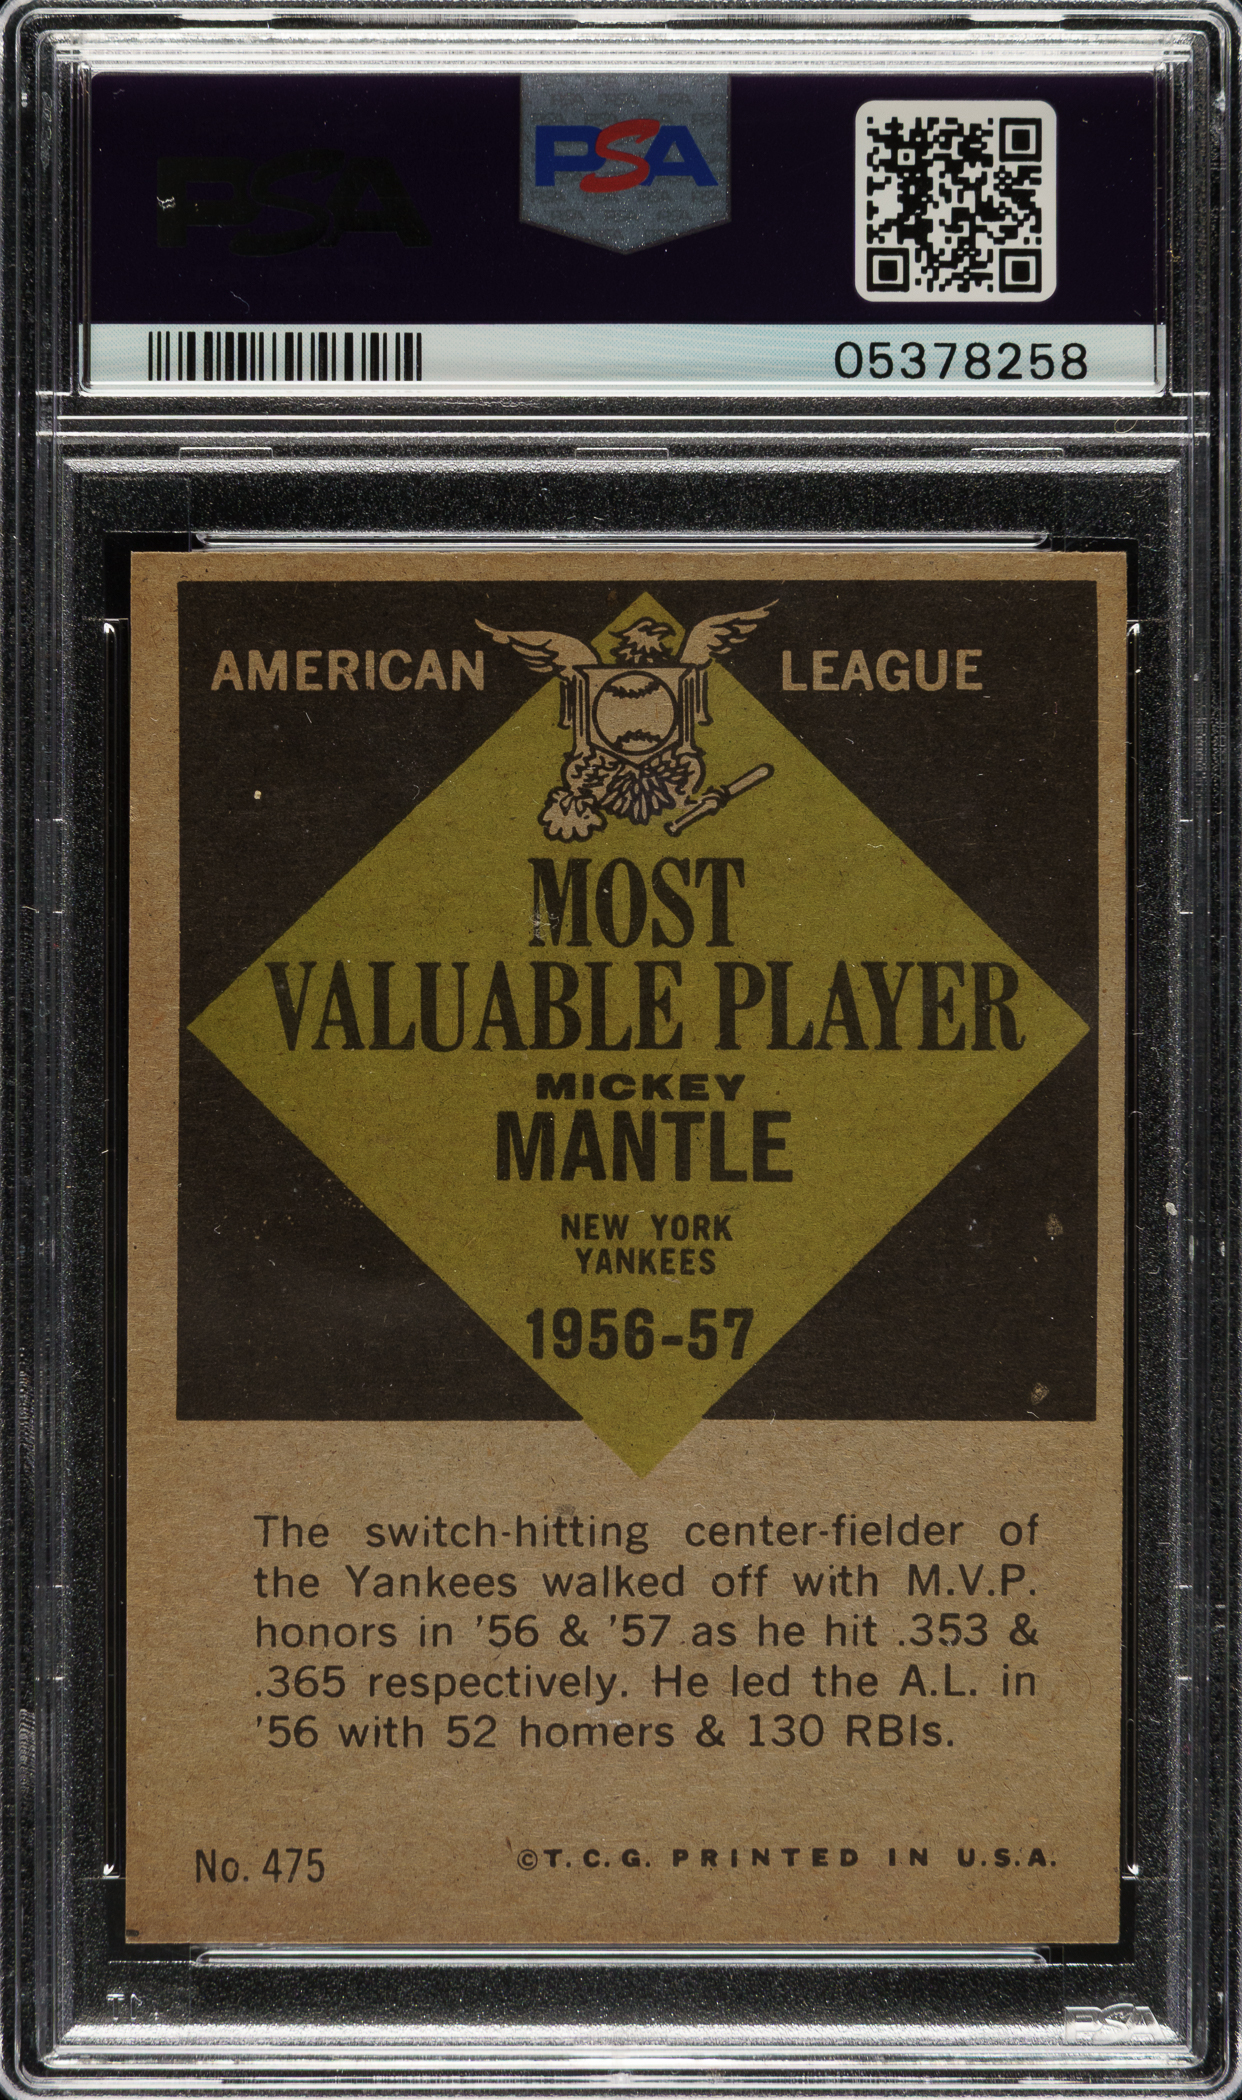 PSA
PSA
05378258
AMERICAN LEAGUE
MOST
VALUABLE PLAYER
MICKEY
MANTLE
NEW YORK
YANKEES
1956-57
The switch-hitting center-fielder of
the Yankees walked off with M.V.P.
honors in '56 & '57 as he hit .353 &
.365 respectively. He led the A.L. in
'56 with 52 homers & 130 RBIs.
No. 475
©T.C.G. PRINTED IN U.S.A.
PSA